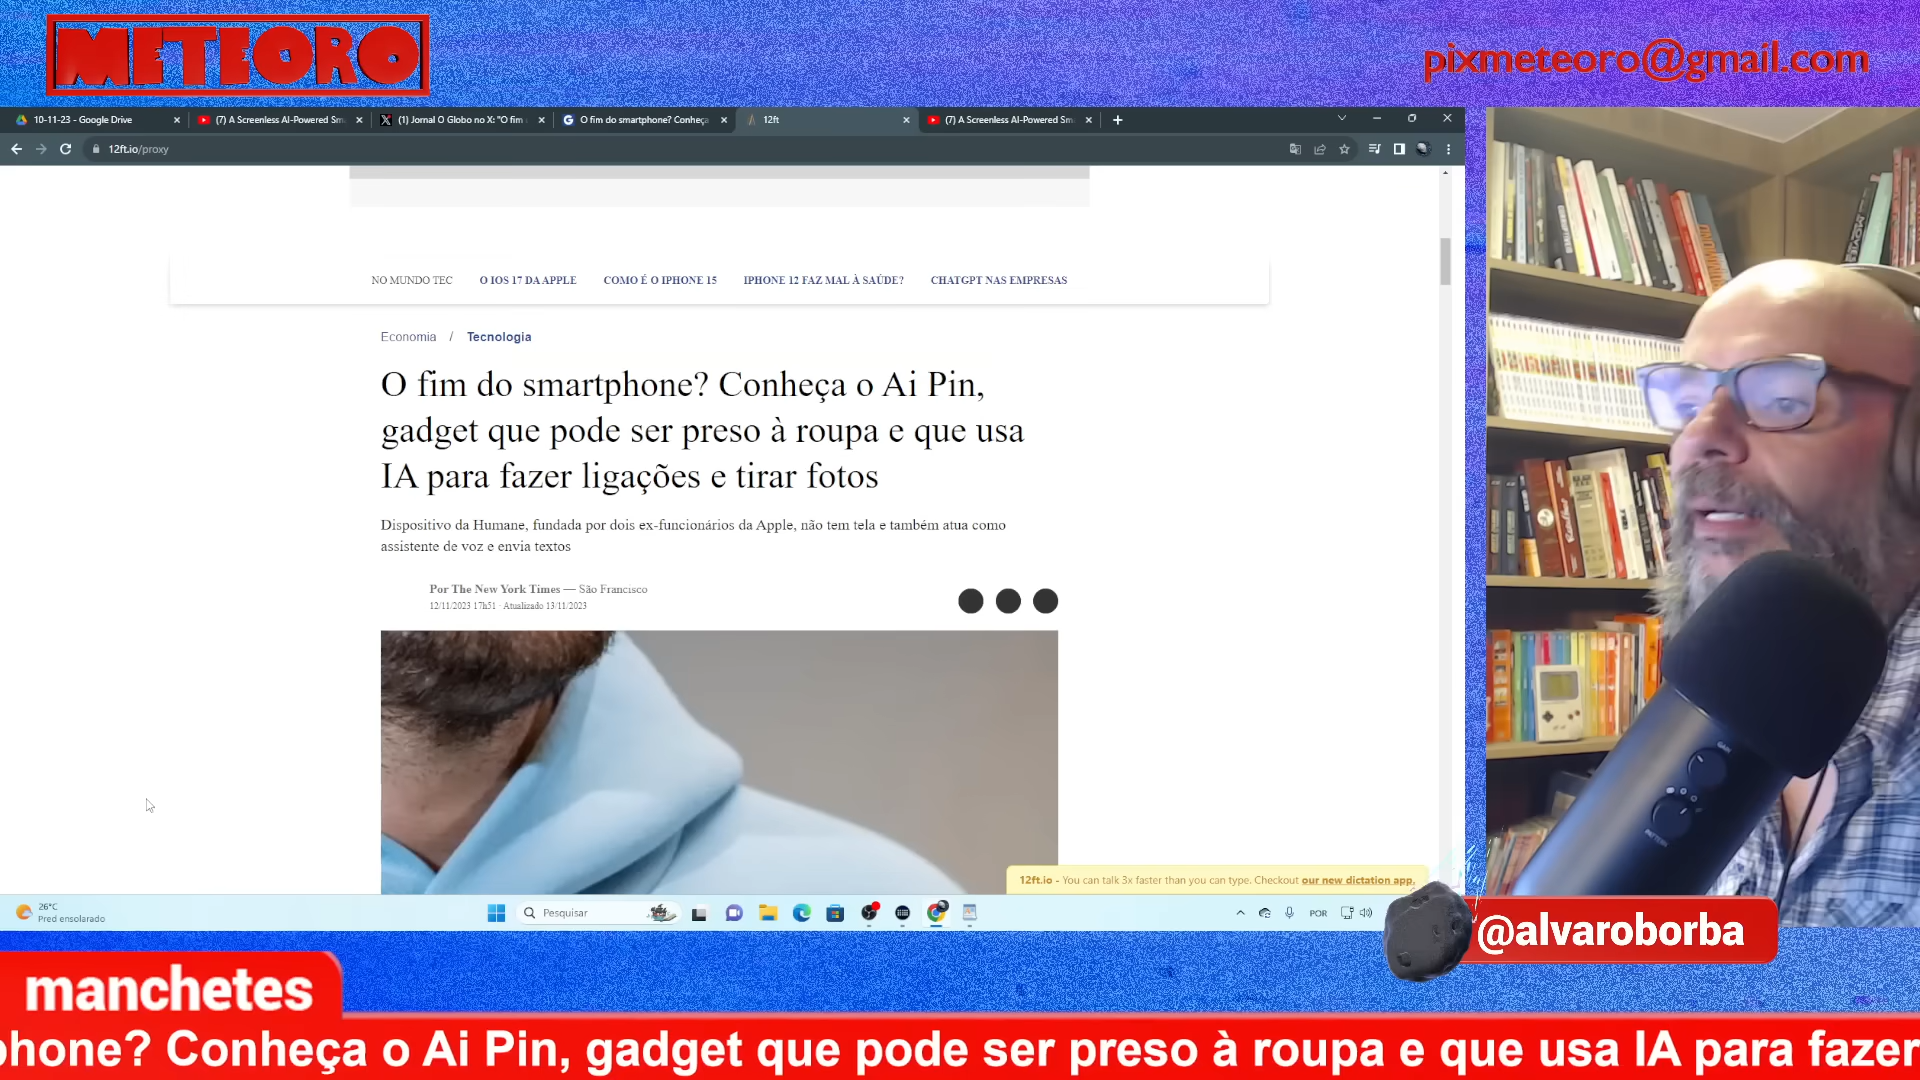 METEORO
pixmeteoro@gmail.com
10-11-23 - Google Drive
(7) A Screenless AI-Powered Sm
(1) Jornal O Globo no X: "O fim
O fim do smartphone? Conheça
12ft
(7) A Screenless AI-Powered Sm
12ft.io/proxy
NO MUNDO TEC
O IOS 17 DA APPLE
COMO É O IPHONE 15
IPHONE 12 FAZ MAL À SAÚDE?
CHATGPT NAS EMPRESAS
Economia / Tecnologia
O fim do smartphone? Conheça o Ai Pin,
gadget que pode ser preso à roupa e que usa
IA para fazer ligações e tirar fotos
Dispositivo da Humane, fundada por dois ex-funcionários da Apple, não tem tela e também atua como
assistente de voz e envia textos
Por The New York Times — São Francisco
12/11/2023 17h51 · Atualizado 13/11/2023
12ft.io - You can talk 3x faster than you can type. Checkout our new dictation app.
26°C
Pred ensolarado
Pesquisar
POR
GAIN
PATTERN
@alvaroborba
manchetes
phone? Conheça o Ai Pin, gadget que pode ser preso à roupa e que usa IA para fazer